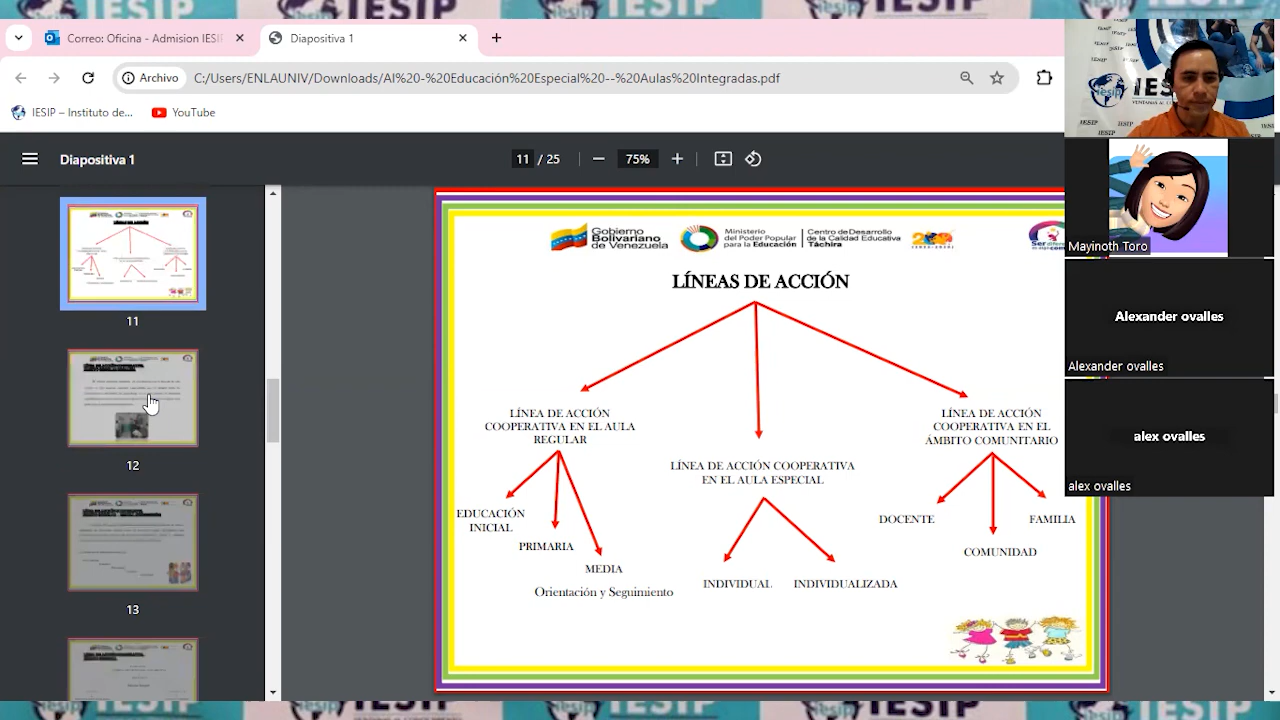 IESIP
Correo: Oficina - Admision IESI
Diapositiva 1
Archivo
C:/Users/ENLAUNIV/Downloads/AI%20-%20Educación%20Especial%20--%20Aulas%20Integradas.pdf
IESIP – Instituto de...
YouTube
Diapositiva 1
11 / 25
75%
11
12
13
Gobierno
Bolivariano
de Venezuela
Ministerio
del Poder Popular
para la Educación
Centro de Desarrollo
de la Calidad Educativa
Táchira
200
LÍNEAS DE ACCIÓN
LÍNEA DE ACCIÓN
COOPERATIVA EN EL AULA
REGULAR
LÍNEA DE ACCIÓN COOPERATIVA
EN EL AULA ESPECIAL
LÍNEA DE ACCIÓN
COOPERATIVA EN EL
ÁMBITO COMUNITARIO
EDUCACIÓN
INICIAL
PRIMARIA
MEDIA
Orientación y Seguimiento
INDIVIDUAL
INDIVIDUALIZADA
DOCENTE
COMUNIDAD
FAMILIA
Mayinoth Toro
Alexander ovalles
Alexander ovalles
alex ovalles
alex ovalles